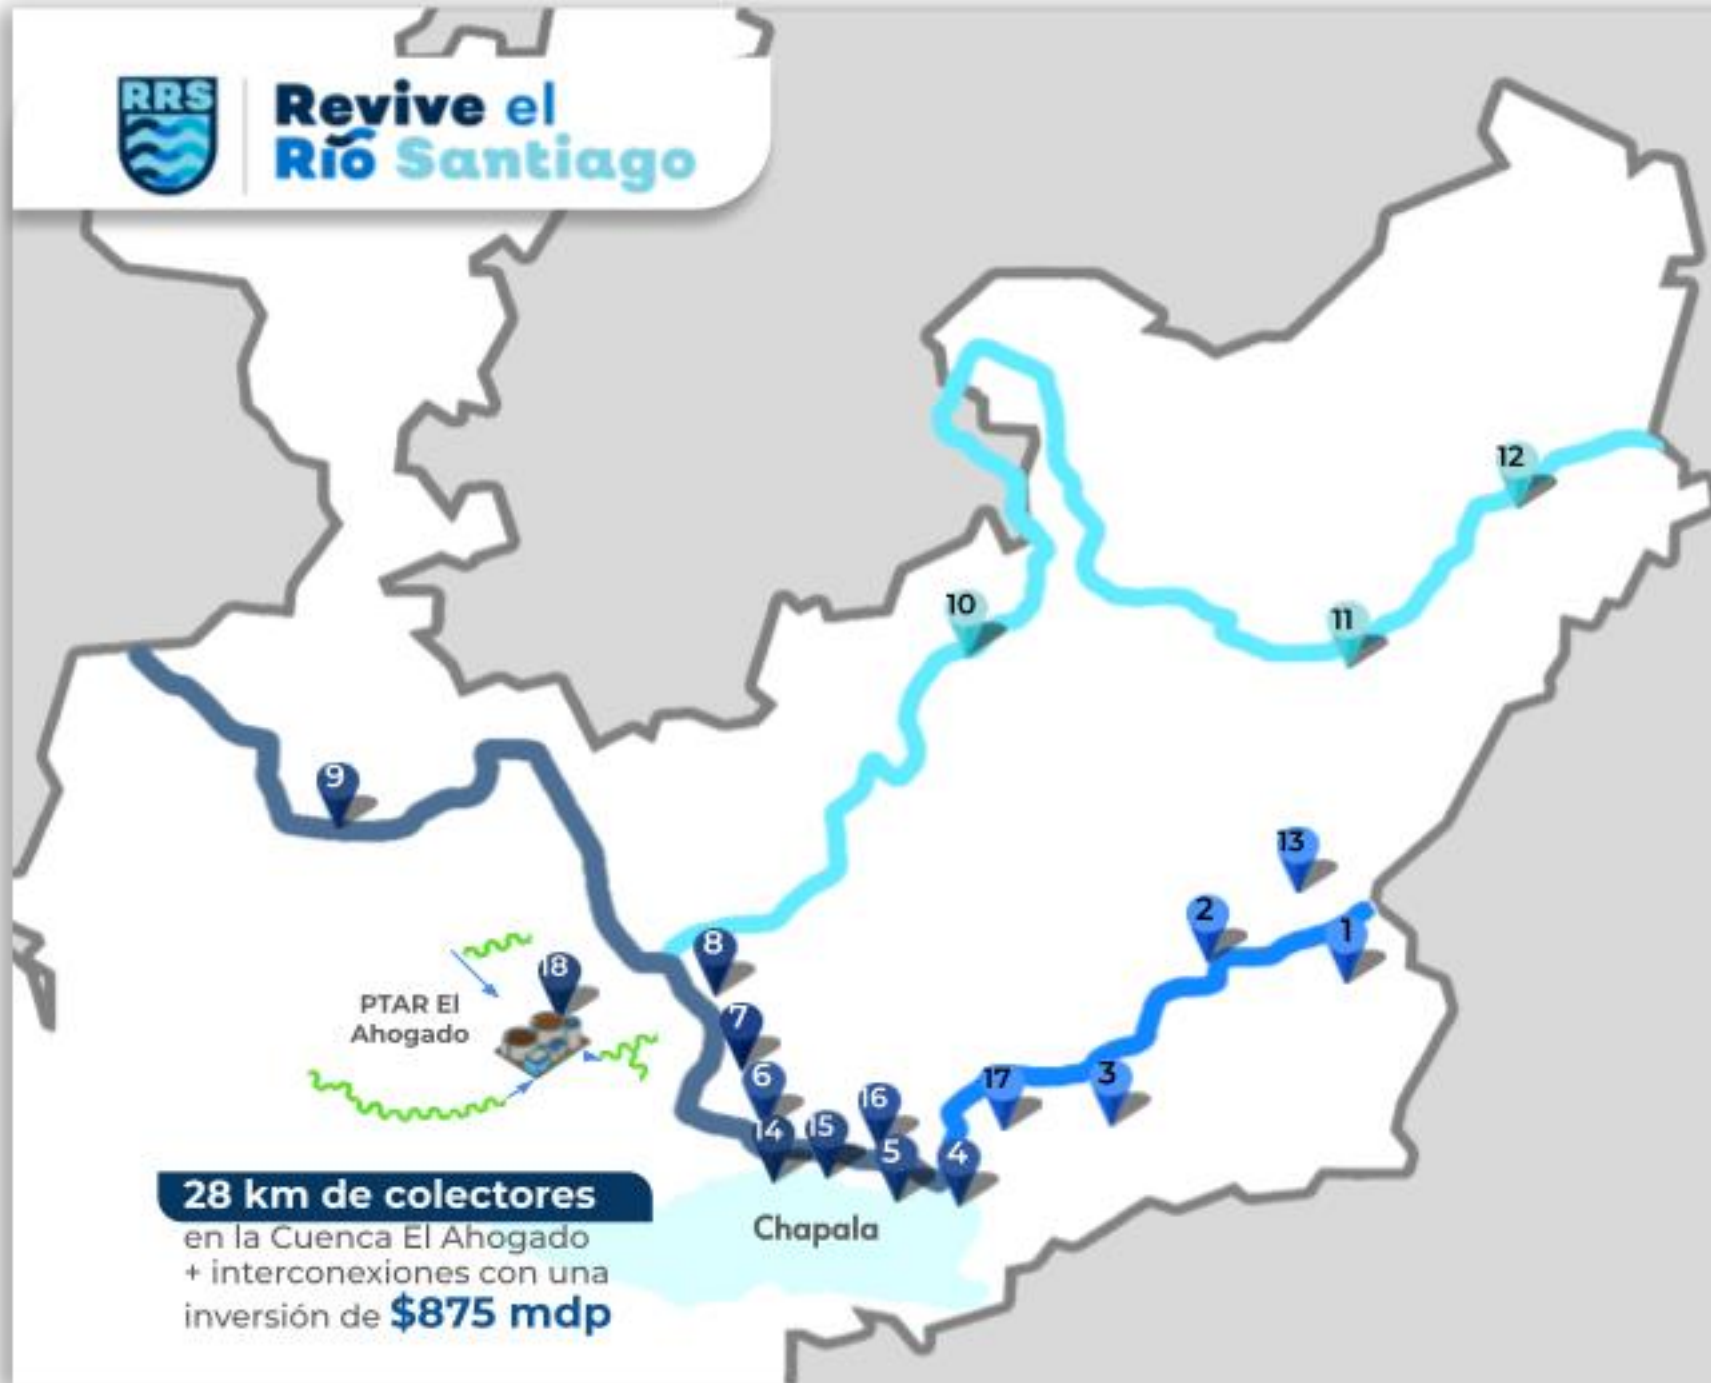 RRS
Revive el
Río Santiago
12
10
11
9
13
2
1
8
18
PTAR El
Ahogado
7
6
17
3
16
14
15
5
4
28 km de colectores
en la Cuenca El Ahogado
+ interconexiones con una
inversión de $875 mdp
Chapala